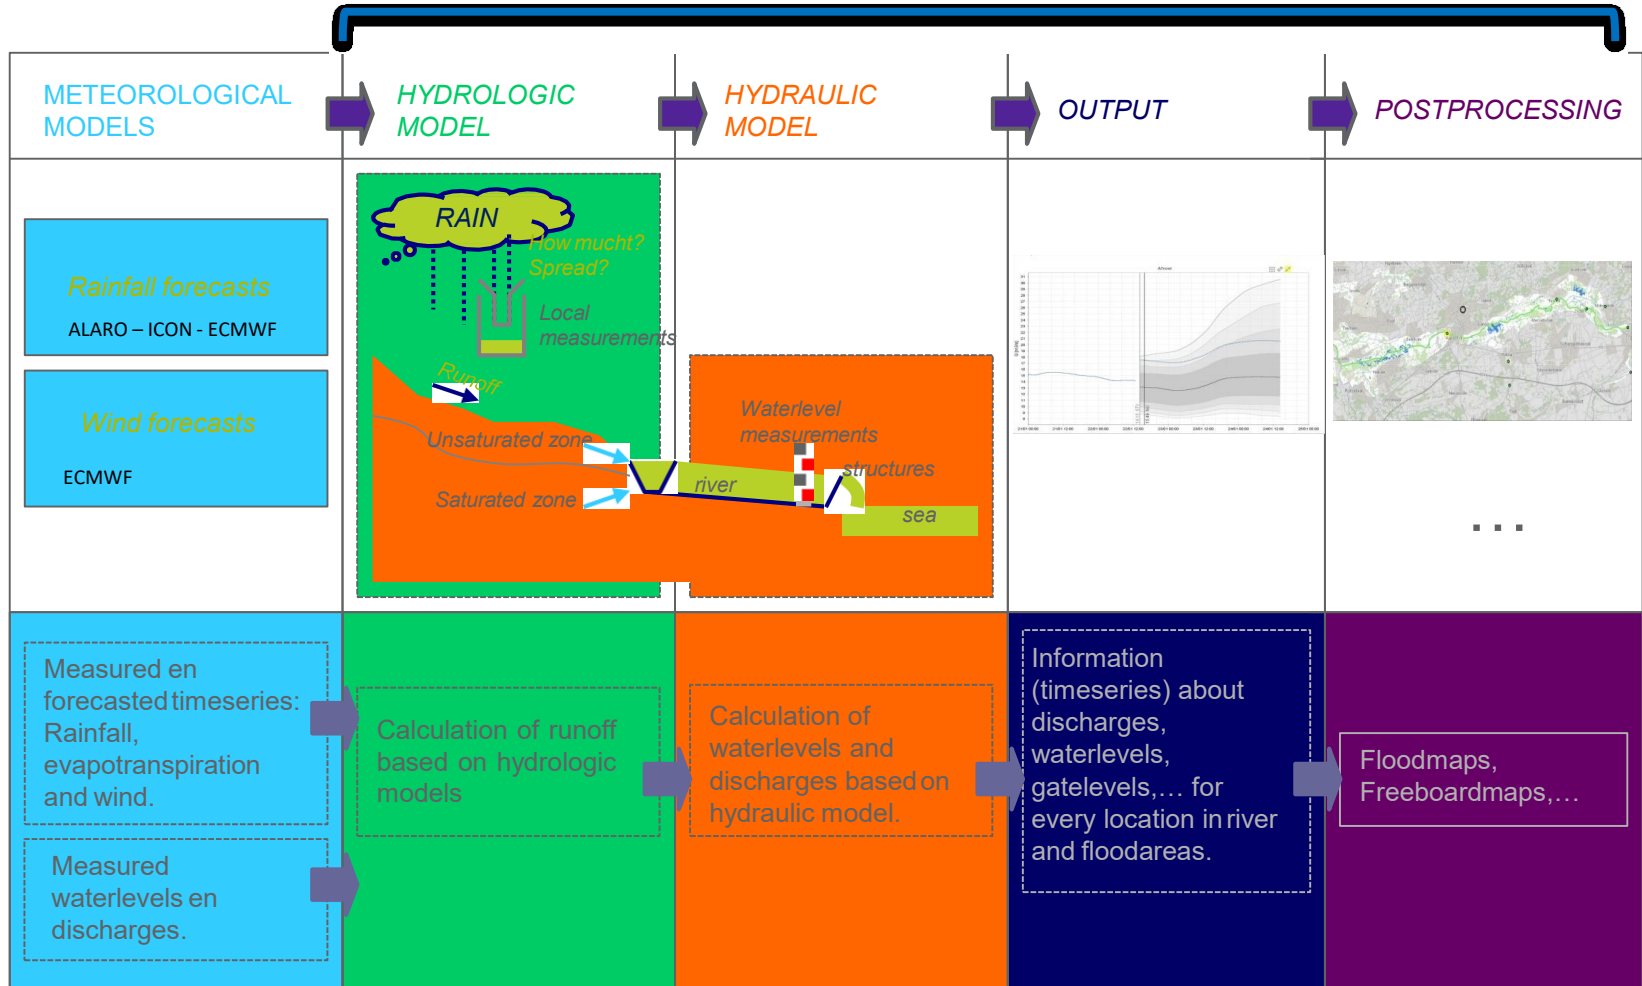 METEOROLOGICAL
MODELS
HYDROLOGIC
MODEL
HYDRAULIC
MODEL
OUTPUT
POSTPROCESSING
Rainfall forecasts
ALARO – ICON - ECMWF
Wind forecasts
ECMWF
RAIN
How mucht?
Spread?
Local
measurements
Runoff
Unsaturated zone
Saturated zone
Waterlevel
measurements
structures
river
sea
...
Measured en
forecasted timeseries:
Rainfall,
evapotranspiration
and wind.
Measured
waterlevels en
discharges.
Calculation of runoff
based on hydrologic
models
Calculation of
waterlevels and
discharges based on
hydraulic model.
Information
(timeseries) about
discharges,
waterlevels,
gatelevels,... for
every location in river
and floodareas.
Floodmaps,
Freeboardmaps,...